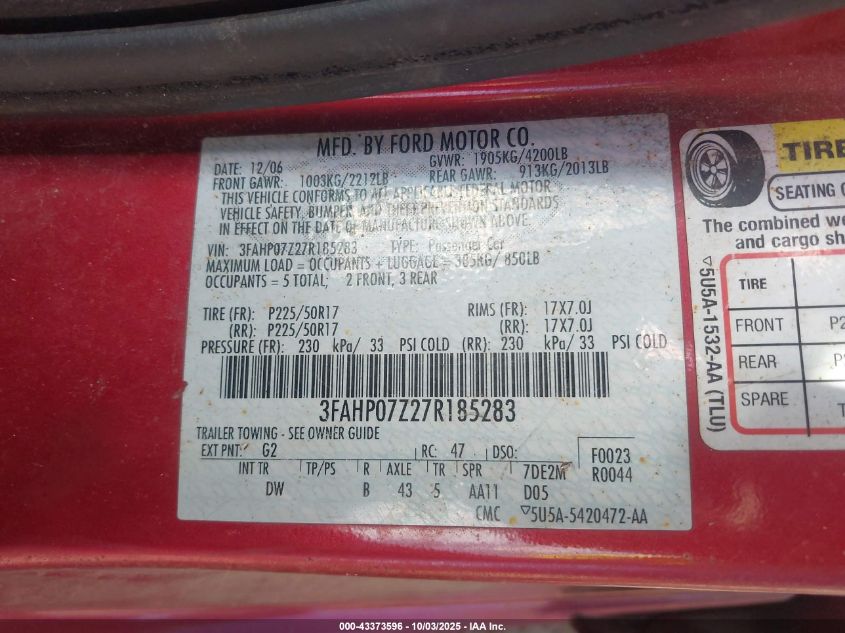 MFD. BY FORD MOTOR CO.
DATE: 12/06 GVWR: 1905KG/4200LB
FRONT GAWR: 1003KG/2212LB REAR GAWR: 913KG/2013LB
THIS VEHICLE CONFORMS TO ALL APPLICABLE FEDERAL MOTOR
VEHICLE SAFETY, BUMPER, AND THEFT PREVENTION STANDARDS
IN EFFECT ON THE DATE OF MANUFACTURE SHOWN ABOVE.
VIN: 3FAHP07Z27R185283 TYPE: Passenger Car
MAXIMUM LOAD = OCCUPANTS + LUGGAGE = 385KG/ 850LB
OCCUPANTS = 5 TOTAL; 2 FRONT, 3 REAR
TIRE (FR): P225/50R17 RIMS (FR): 17X7.0J
(RR): P225/50R17 (RR): 17X7.0J
PRESSURE (FR): 230 kPa/ 33 PSI COLD (RR): 230 kPa/ 33 PSI COLD
3FAHP07Z27R185283
TRAILER TOWING - SEE OWNER GUIDE
EXT PNT: G2 RC: 47 DSO: F0023
INT TR TP/PS R AXLE TR SPR 7DE2M R0044
DW B 43 5 AA11 D05
CMC ▽5U5A-5420472-AA
TIRE
SEATING
The combined
and cargo
TIRE
FRONT
REAR
SPARE
▽5U5A-1532-AA (TLU)
000-43373596 - 10/03/2025 - IAA Inc.